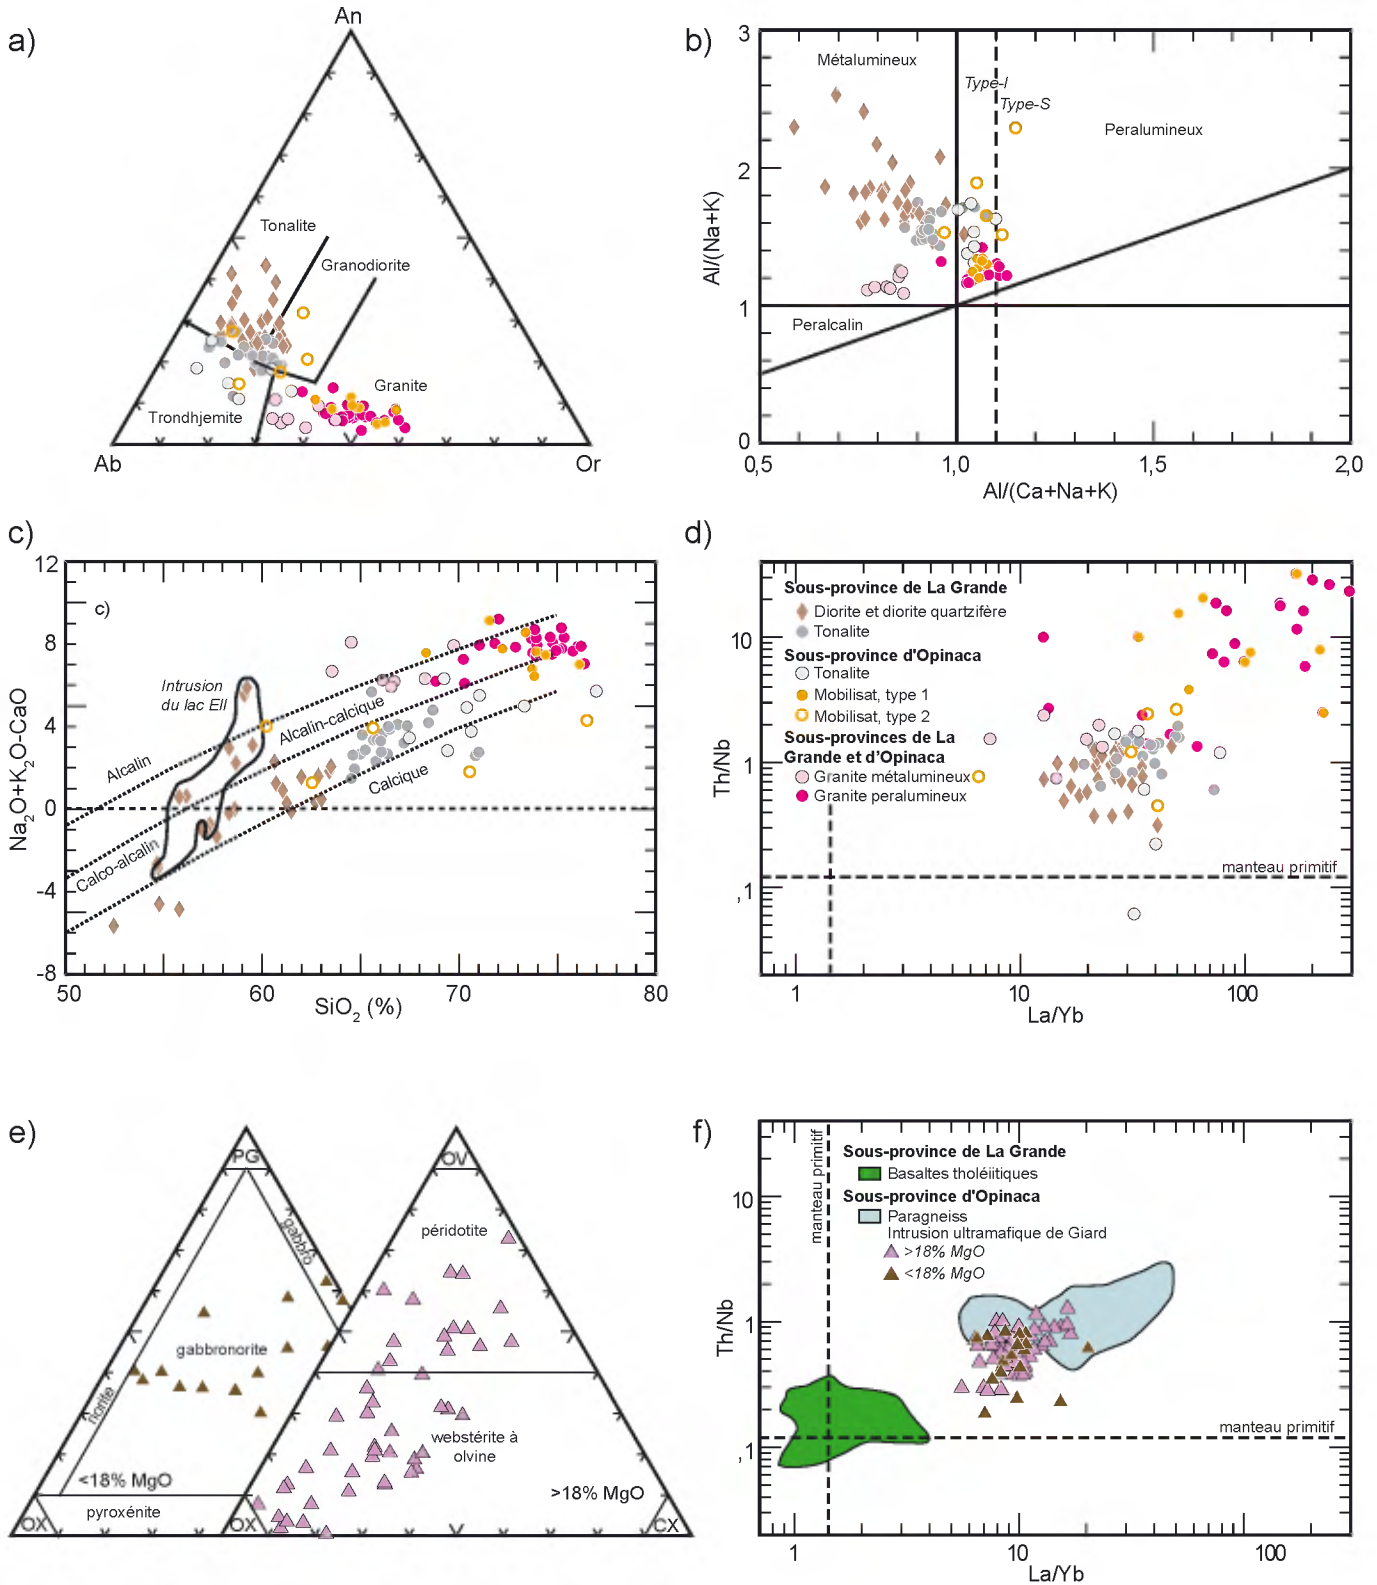 a)
An
Tonalite
Granodiorite
Granite
Trondhjemite
Ab
Or
b)
3
Métalumineux
Type-I
Type-S
Peralumineux
2
Al/(Na+K)
1
Peralcalin
0
0,5
1,0
1,5
2,0
Al/(Ca+Na+K)
c)
12
c)
8
Intrusion
du lac Ell
4
Alcalin
Alcalin-calcique
Calcique
0
Calco-alcalin
-4
-8
Na2O+K2O-CaO
50
60
70
80
SiO2 (%)
d)
Sous-province de La Grande
Diorite et diorite quartzifère
Tonalite
Sous-province d'Opinaca
Tonalite
Mobilisat, type 1
Mobilisat, type 2
Sous-provinces de La
Grande et d'Opinaca
Granite métalumineux
Granite peralumineux
10
1
,1
Th/Nb
manteau primitif
1
10
100
La/Yb
e)
PG
gabbro
gabbronorite
norite
<18% MgO
pyroxénite
OX
OV
péridotite
webstérite à
olvine
>18% MgO
OX
CX
f)
manteau primitif
Sous-province de La Grande
Basaltes tholéiitiques
Sous-province d'Opinaca
Paragneiss
Intrusion ultramafique de Giard
>18% MgO
<18% MgO
10
1
,1
Th/Nb
manteau primitif
1
10
100
La/Yb